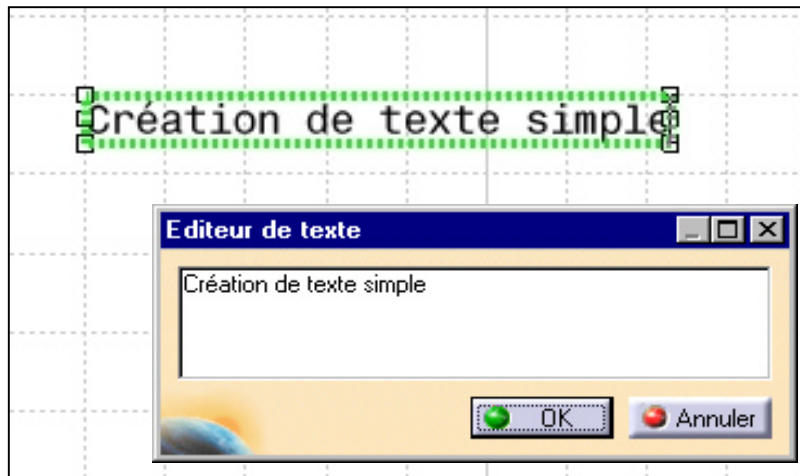 Création de texte simple
Editeur de texte
Création de texte simple
OK Annuler